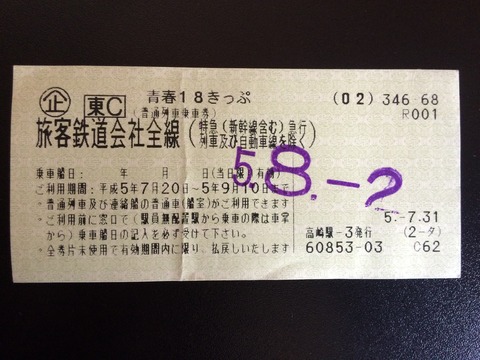 企 東C 青春18きっぷ (02) 346 68
(普通列車乗車券) R001
旅客鉄道会社全線(特急(新幹線含む)急行
列車及び自動車線を除く)
乗車曜日: 年 月 日(当日限り有効)
ご利用期間:平成5年7月20日~5年9月10日まで
*普通列車及び連絡船の普通船室がご利用できます
*ご利用前に窓口で(駅員無配置駅から乗車の際は車掌
から)乗車曜日の記入を必ず受けて下さい。
*全券片未使用で有効期間内に限り、払戻しいたします
58.-2
5.-7.31
高崎駅-3発行 (2-タ)
60853-03 C62